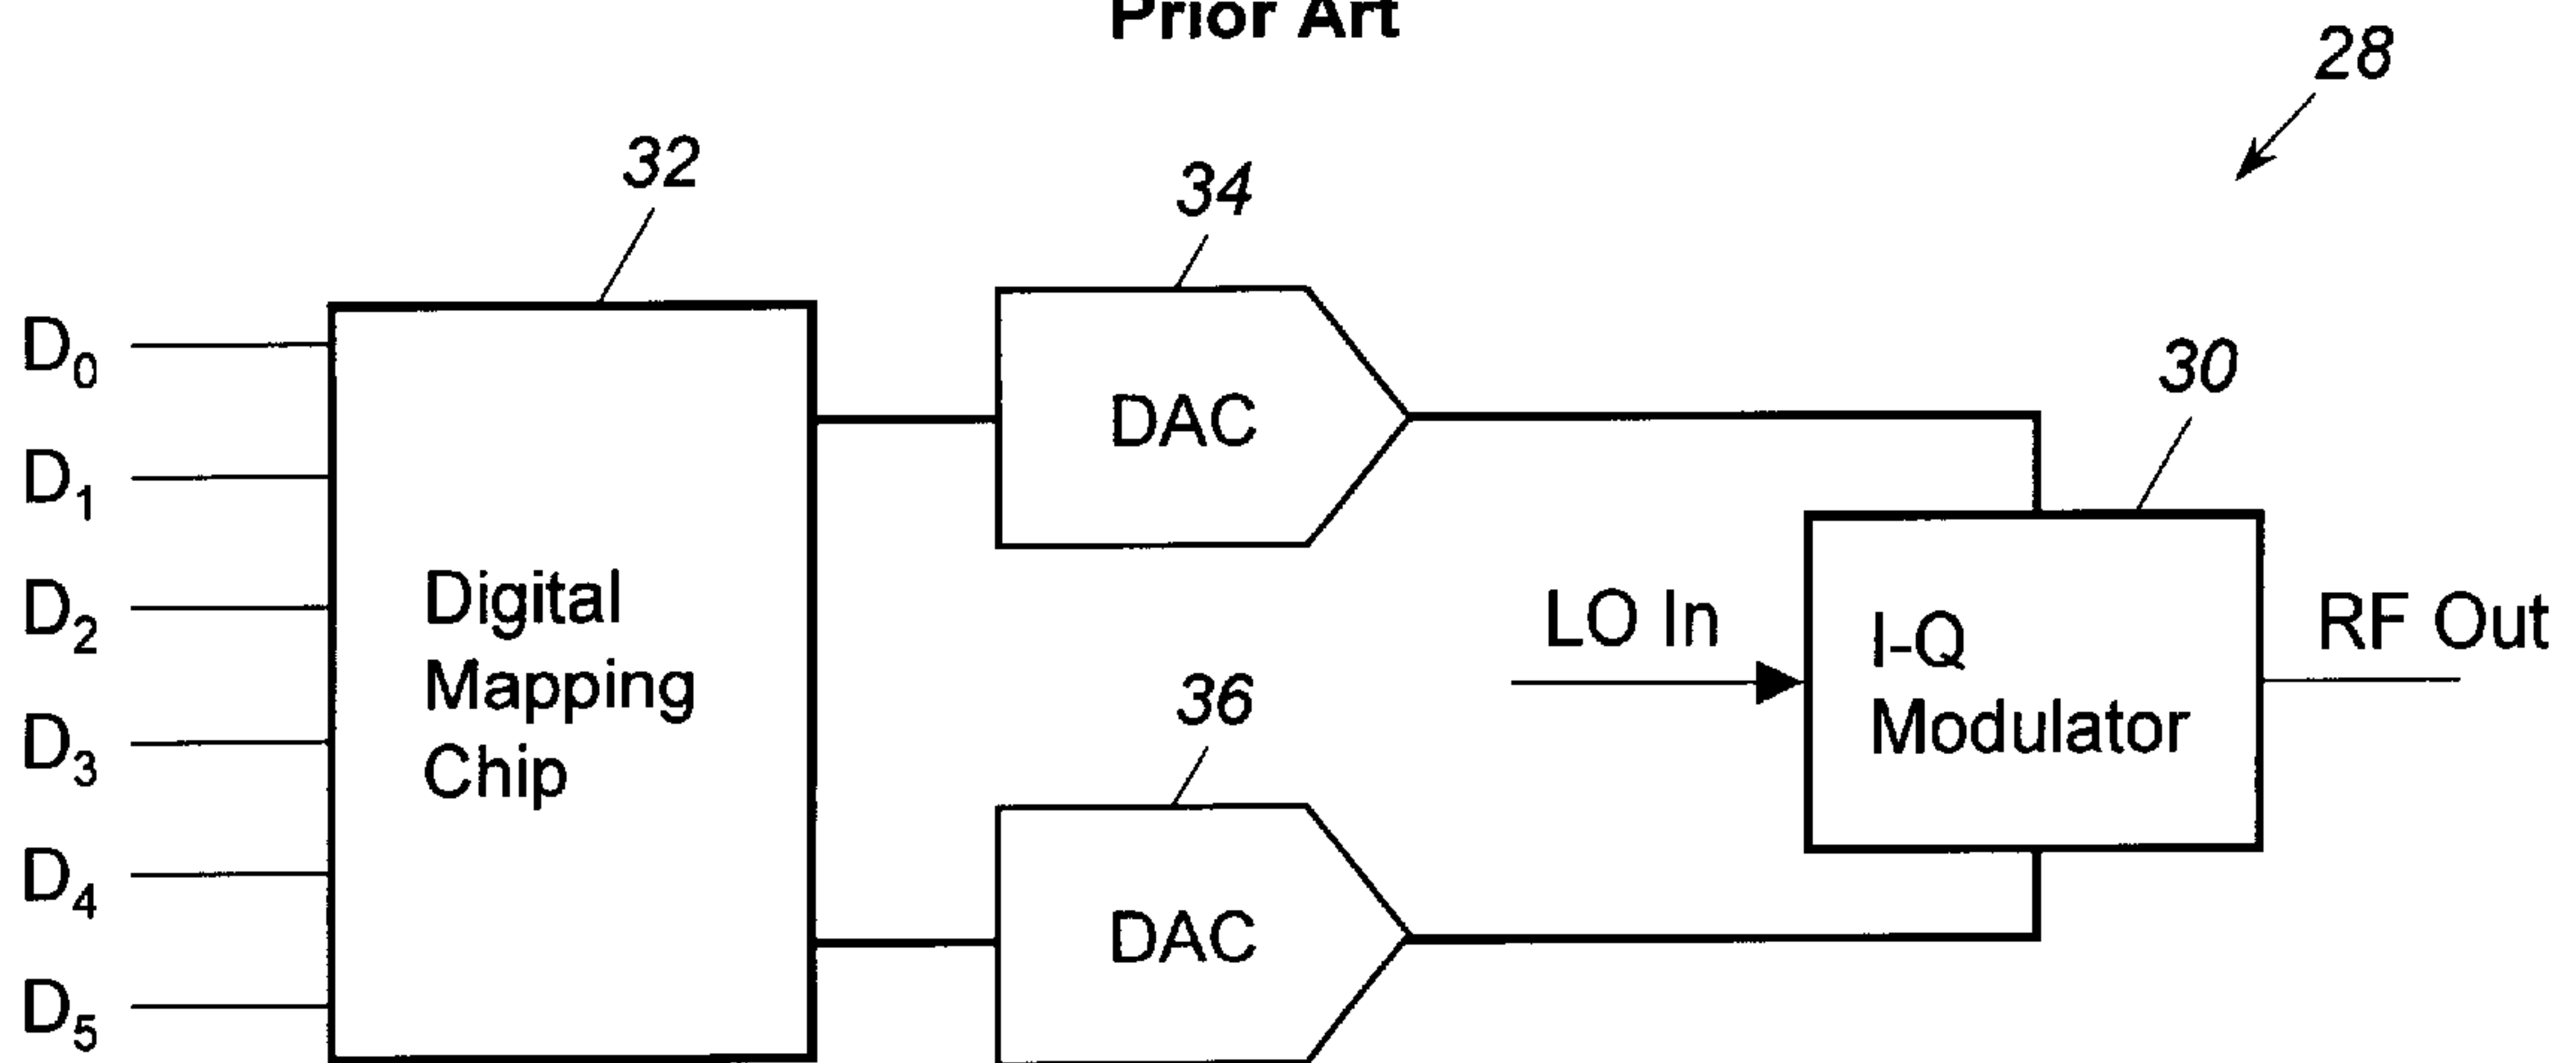 Prior Art
28
32
34
30
36
D0
D1
D2
D3
D4
D5
Digital
Mapping
Chip
DAC
DAC
LO In
I-Q
Modulator
RF Out